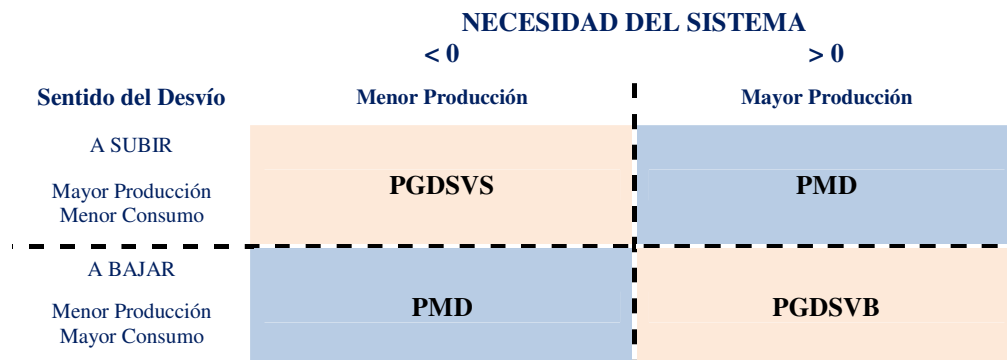 NECESIDAD DEL SISTEMA
< 0 > 0
Sentido del Desvío Menor Producción Mayor Producción
A SUBIR
Mayor Producción
Menor Consumo
PGDSVS PMD
A BAJAR
Menor Producción
Mayor Consumo
PMD PGDSVB